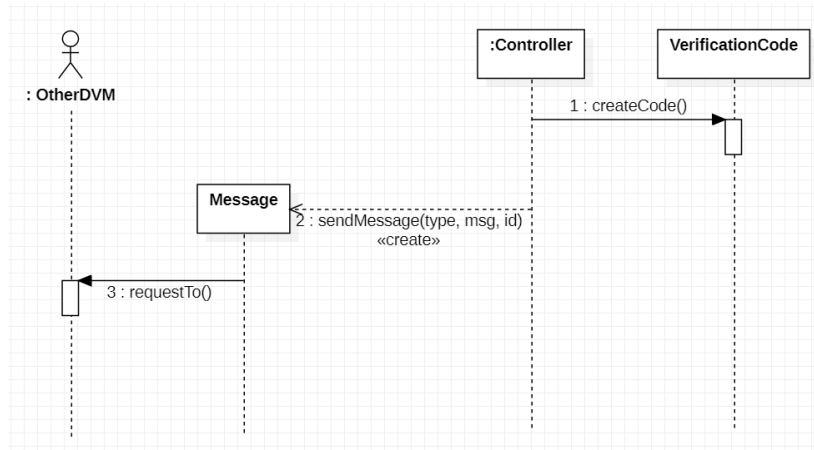 :Controller
VerificationCode
: OtherDVM
1 : createCode()
Message
2 : sendMessage(type, msg, id)
«create»
3 : requestTo()